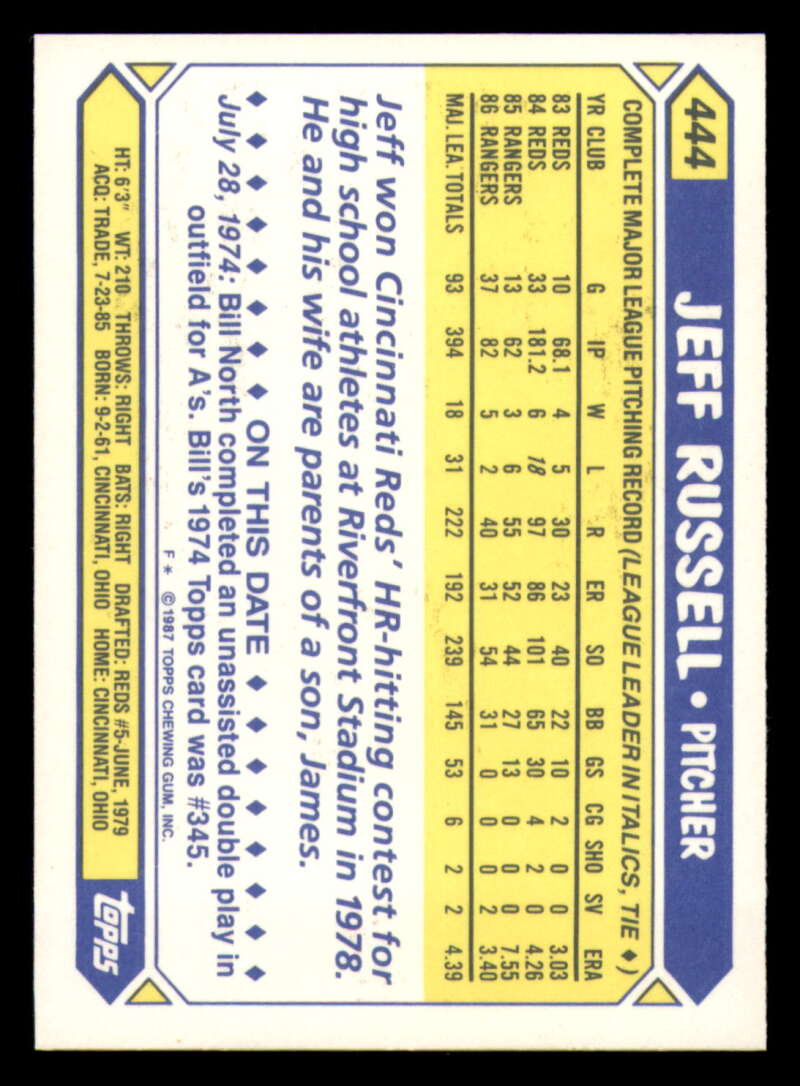 444
JEFF RUSSELL • PITCHER
COMPLETE MAJOR LEAGUE PITCHING RECORD (LEAGUE LEADER IN ITALICS, TIE ♦)
YR CLUB G IP W L R ER SO BB GS CG SHO SV ERA
83 REDS 10 68.1 4 5 30 23 40 22 10 2 0 0 3.03
84 REDS 33 181.2 6 18 97 86 101 65 30 4 2 0 4.26
85 RANGERS 13 62 3 6 55 52 44 27 13 0 0 0 7.55
86 RANGERS 37 82 5 2 40 31 54 31 0 0 0 2 3.40
MAJ. LEA. TOTALS 93 394 18 31 222 192 239 145 53 6 2 2 4.39
Jeff won Cincinnati Reds' HR-hitting contest for
high school athletes at Riverfront Stadium in 1978.
He and his wife are parents of a son, James.
♦ ♦ ♦ ♦ ♦ ♦ ♦ ♦ ON THIS DATE ♦ ♦ ♦ ♦ ♦ ♦ ♦ ♦
July 28, 1974: Bill North completed an unassisted double play in
outfield for A's. Bill's 1974 Topps card was #345.
F * ©1987 TOPPS CHEWING GUM, INC.
HT: 6'3" WT: 210 THROWS: RIGHT BATS: RIGHT DRAFTED: REDS #5-JUNE, 1979
ACQ: TRADE, 7-23-85 BORN: 9-2-61, CINCINNATI, OHIO HOME: CINCINNATI, OHIO
topps